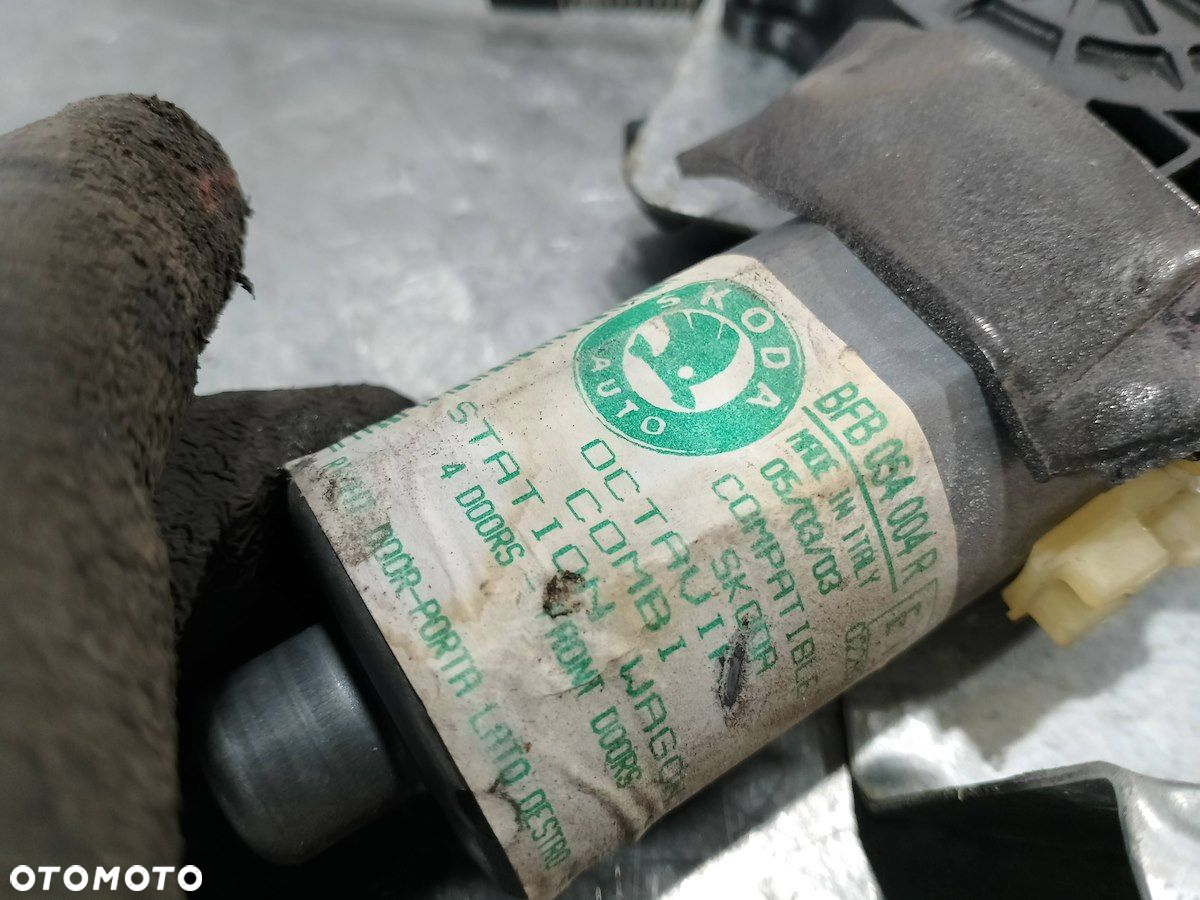 SKODA
AUTO
BFB 054 004 R
MADE IN ITALY
05/03/03
COMPATIBLE
SKODA
OCTAVIA
COMBI
STATION WAGON
4 DOORS - FRONT DOORS
DOOR-PORTA LATO DESTRO
E
OTOMOTO